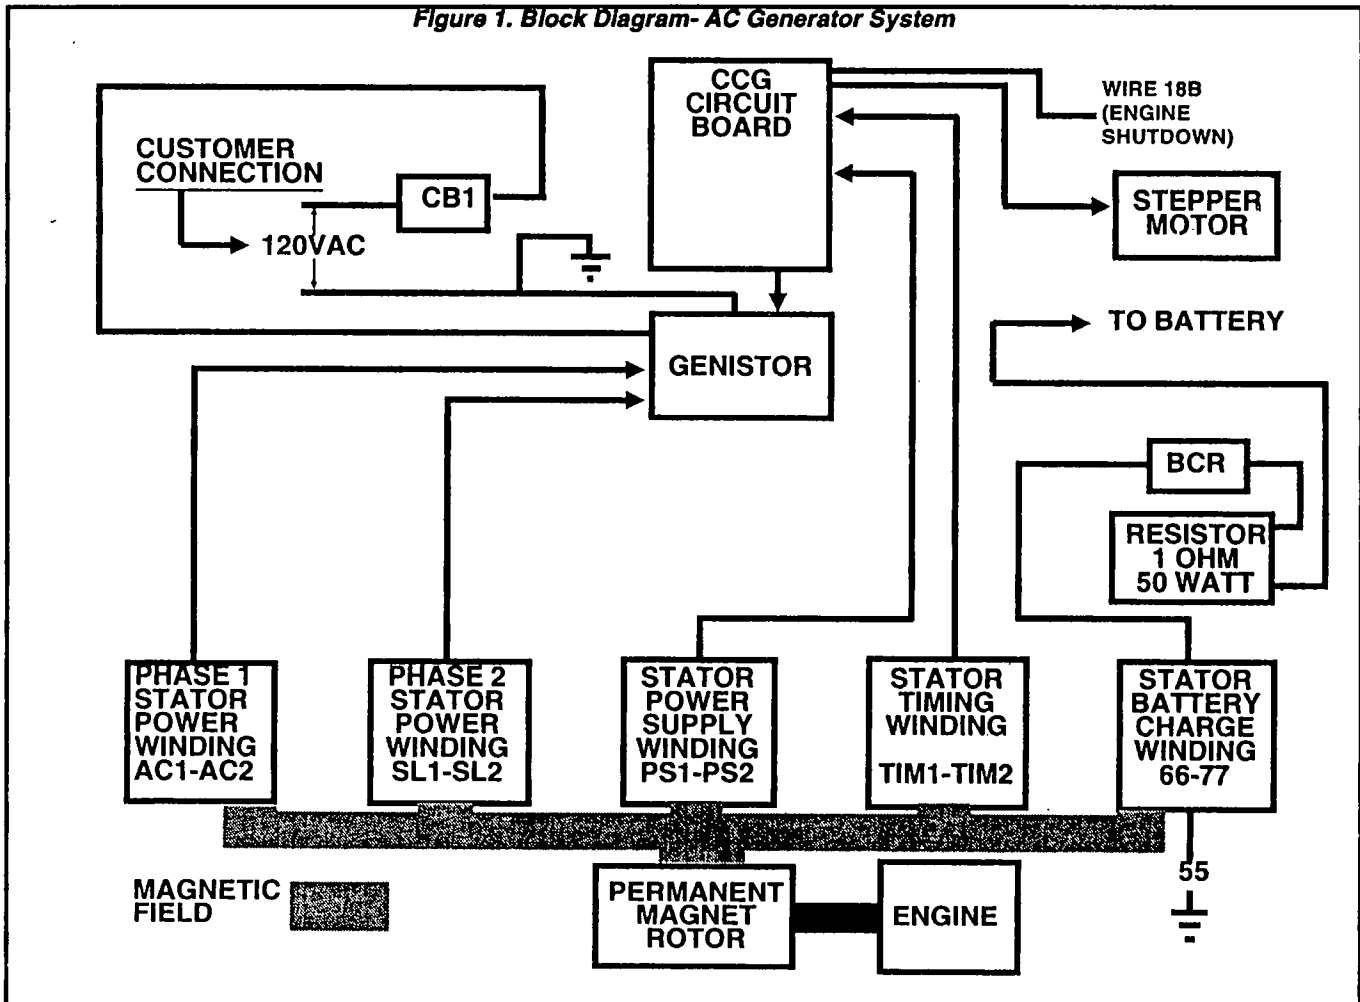 Figure 1. Block Diagram- AC Generator System
CCG
CIRCUIT
BOARD
WIRE 18B
(ENGINE
SHUTDOWN)
CUSTOMER
CONNECTION
CB1
STEPPER
MOTOR
120VAC
TO BATTERY
GENISTOR
BCR
RESISTOR
1 OHM
50 WATT
PHASE 1
STATOR
POWER
WINDING
AC1-AC2
PHASE 2
STATOR
POWER
WINDING
SL1-SL2
STATOR
POWER
SUPPLY
WINDING
PS1-PS2
STATOR
TIMING
WINDING
TIM1-TIM2
STATOR
BATTERY
CHARGE
WINDING
66-77
55
MAGNETIC
FIELD
PERMANENT
MAGNET
ROTOR
ENGINE